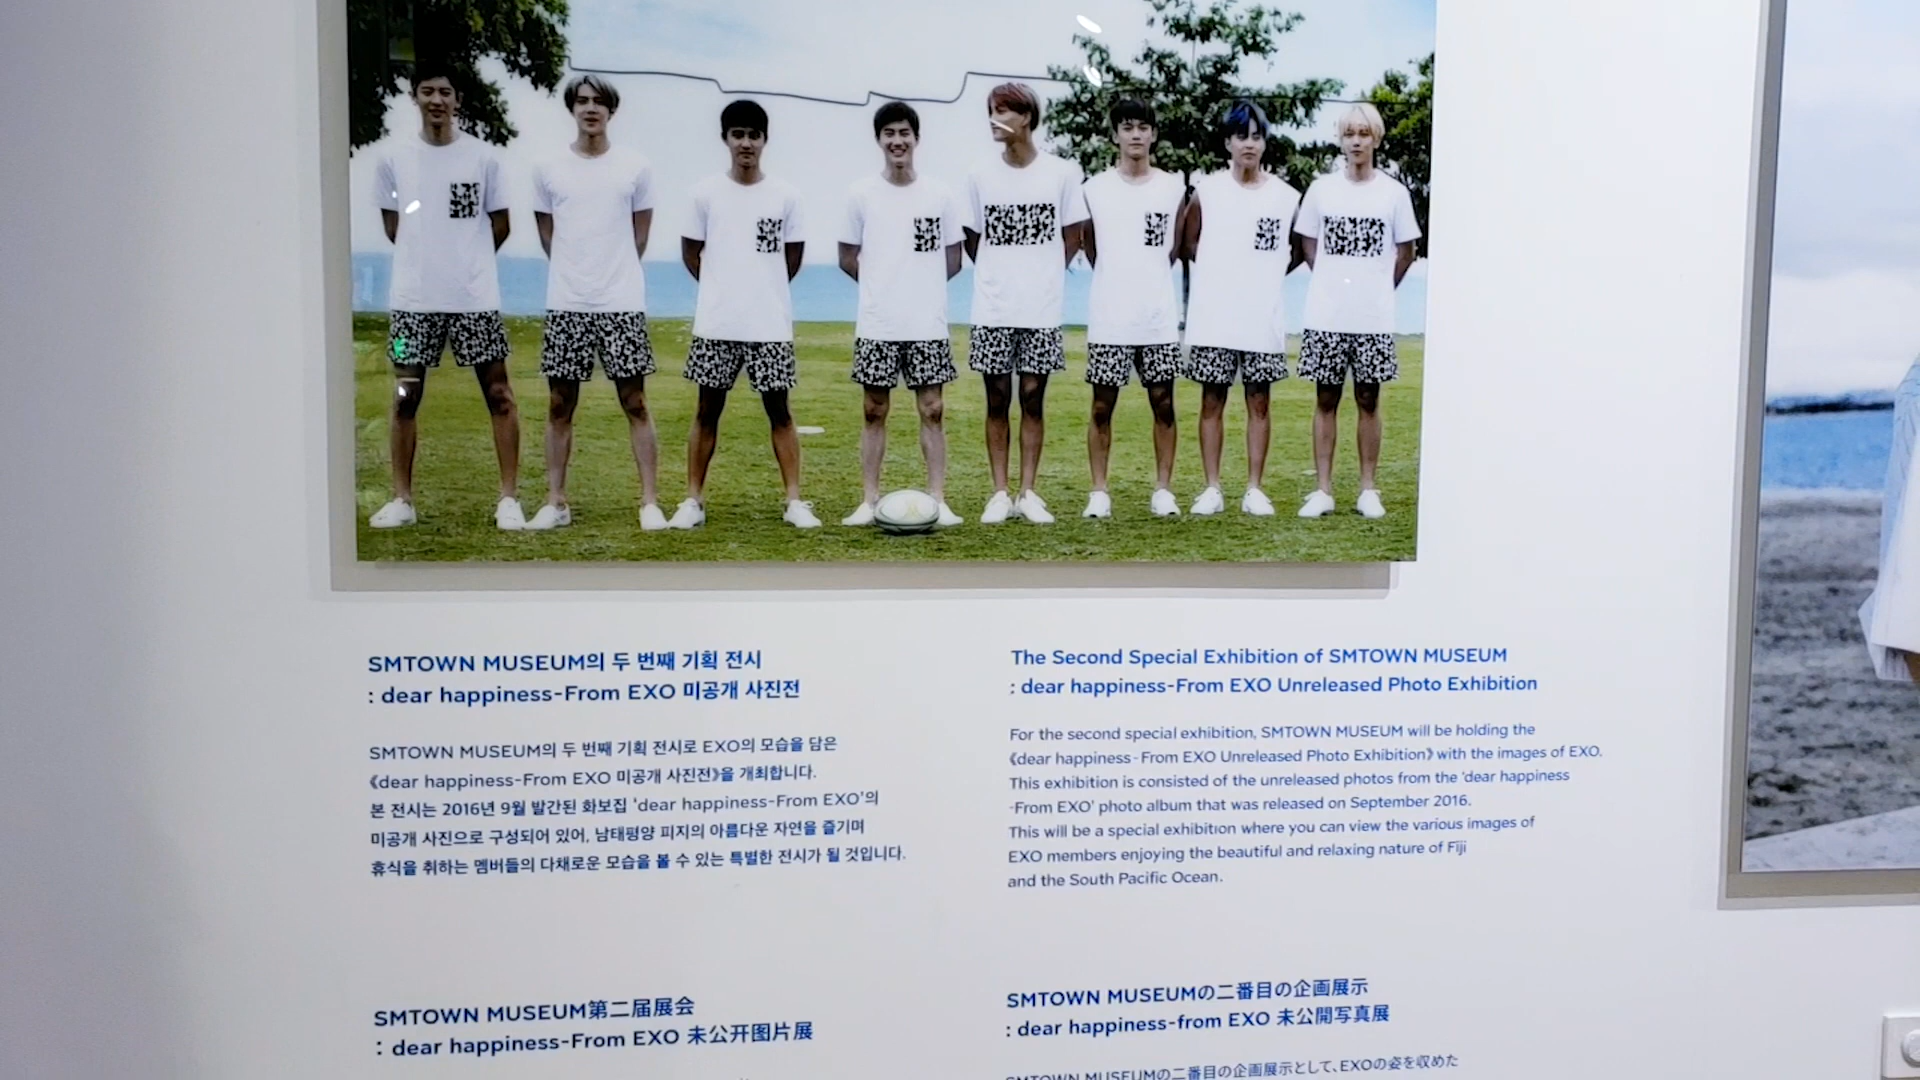 SMTOWN MUSEUM의 두 번째 기획 전시
: dear happiness-From EXO 미공개 사진전
SMTOWN MUSEUM의 두 번째 기획 전시로 EXO의 모습을 담은
《dear happiness-From EXO 미공개 사진전》을 개최합니다.
본 전시는 2016년 9월 발간된 화보집 ‘dear happiness-From EXO’의
미공개 사진으로 구성되어 있어, 남태평양 피지의 아름다운 자연을 즐기며
휴식을 취하는 멤버들의 다채로운 모습을 볼 수 있는 특별한 전시가 될 것입니다.
The Second Special Exhibition of SMTOWN MUSEUM
: dear happiness-From EXO Unreleased Photo Exhibition
For the second special exhibition, SMTOWN MUSEUM will be holding the
《dear happiness-From EXO Unreleased Photo Exhibition》 with the images of EXO.
This exhibition is consisted of the unreleased photos from the ‘dear happiness
-From EXO’ photo album that was released on September 2016.
This will be a special exhibition where you can view the various images of
EXO members enjoying the beautiful and relaxing nature of Fiji
and the South Pacific Ocean.
SMTOWN MUSEUM第二届展会
: dear happiness-From EXO 未公开图片展
SMTOWN MUSEUMの二番目の企画展示
: dear happiness-from EXO 未公開写真展
SMTOWN MUSEUMの二番目の企画展示として、EXOの姿を収めた